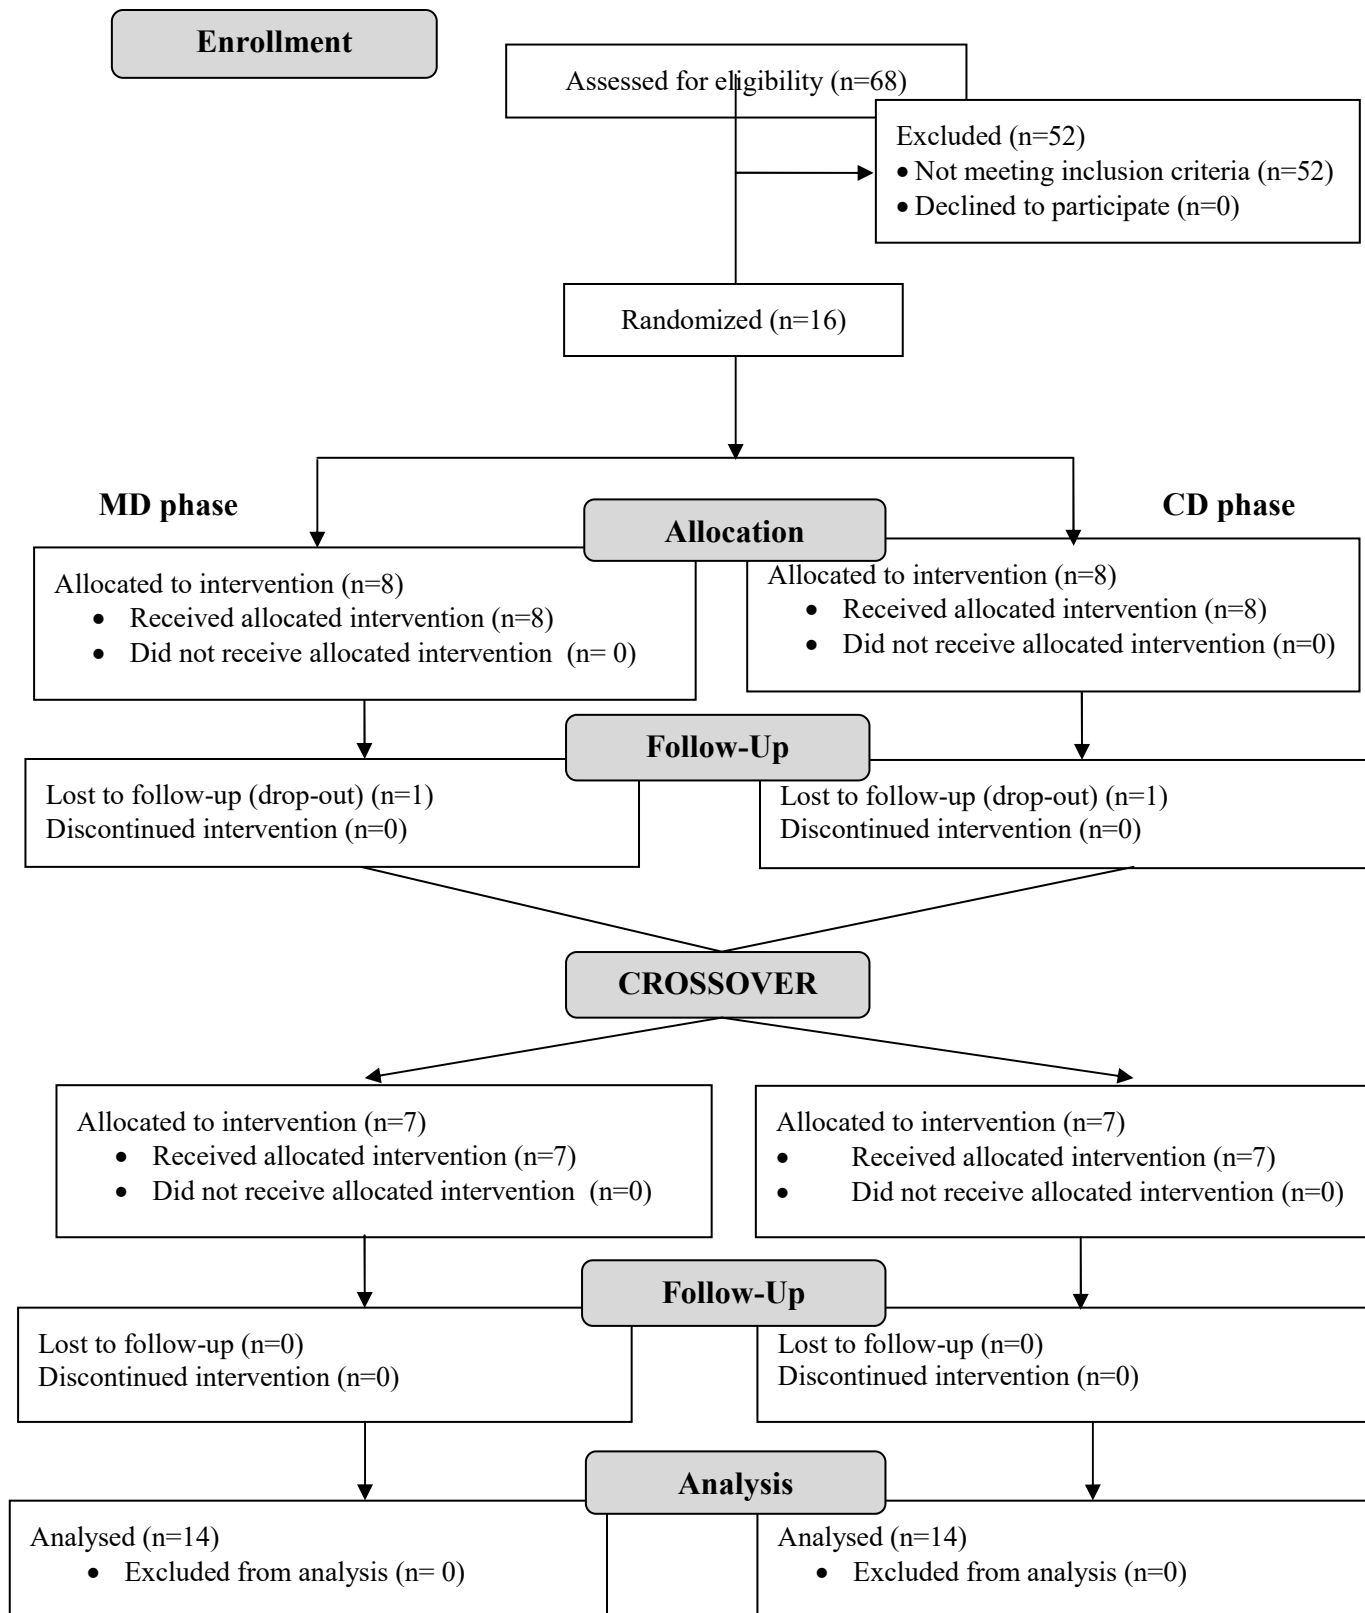 Enrollment
Assessed for eligibility (n=68)
Excluded (n=52)
• Not meeting inclusion criteria (n=52)
• Declined to participate (n=0)
Randomized (n=16)
MD phase
CD phase
Allocation
Allocated to intervention (n=8)
• Received allocated intervention (n=8)
• Did not receive allocated intervention (n= 0)
Allocated to intervention (n=8)
• Received allocated intervention (n=8)
• Did not receive allocated intervention (n=0)
Follow-Up
Lost to follow-up (drop-out) (n=1)
Discontinued intervention (n=0)
Lost to follow-up (drop-out) (n=1)
Discontinued intervention (n=0)
CROSSOVER
Allocated to intervention (n=7)
• Received allocated intervention (n=7)
• Did not receive allocated intervention (n=0)
Allocated to intervention (n=7)
• Received allocated intervention (n=7)
• Did not receive allocated intervention (n=0)
Follow-Up
Lost to follow-up (n=0)
Discontinued intervention (n=0)
Lost to follow-up (n=0)
Discontinued intervention (n=0)
Analysis
Analysed (n=14)
• Excluded from analysis (n= 0)
Analysed (n=14)
• Excluded from analysis (n=0)